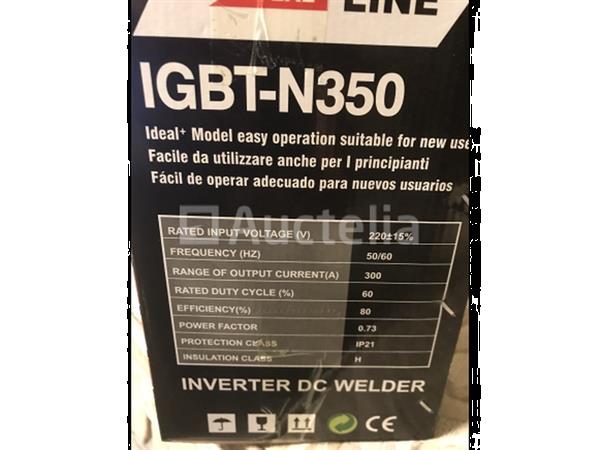 LINE
IGBT-N350
Ideal+ Model easy operation suitable for new use
Facile da utilizzare anche per I principianti
Fácil de operar adecuado para nuevos usuarios
Auctelia
RATED INPUT VOLTAGE (V) 220±15%
FREQUENCY (HZ) 50/60
RANGE OF OUTPUT CURRENT(A) 300
RATED DUTY CYCLE (%) 60
EFFICIENCY(%) 80
POWER FACTOR 0.73
PROTECTION CLASS IP21
INSULATION CLASS H
INVERTER DC WELDER
CE